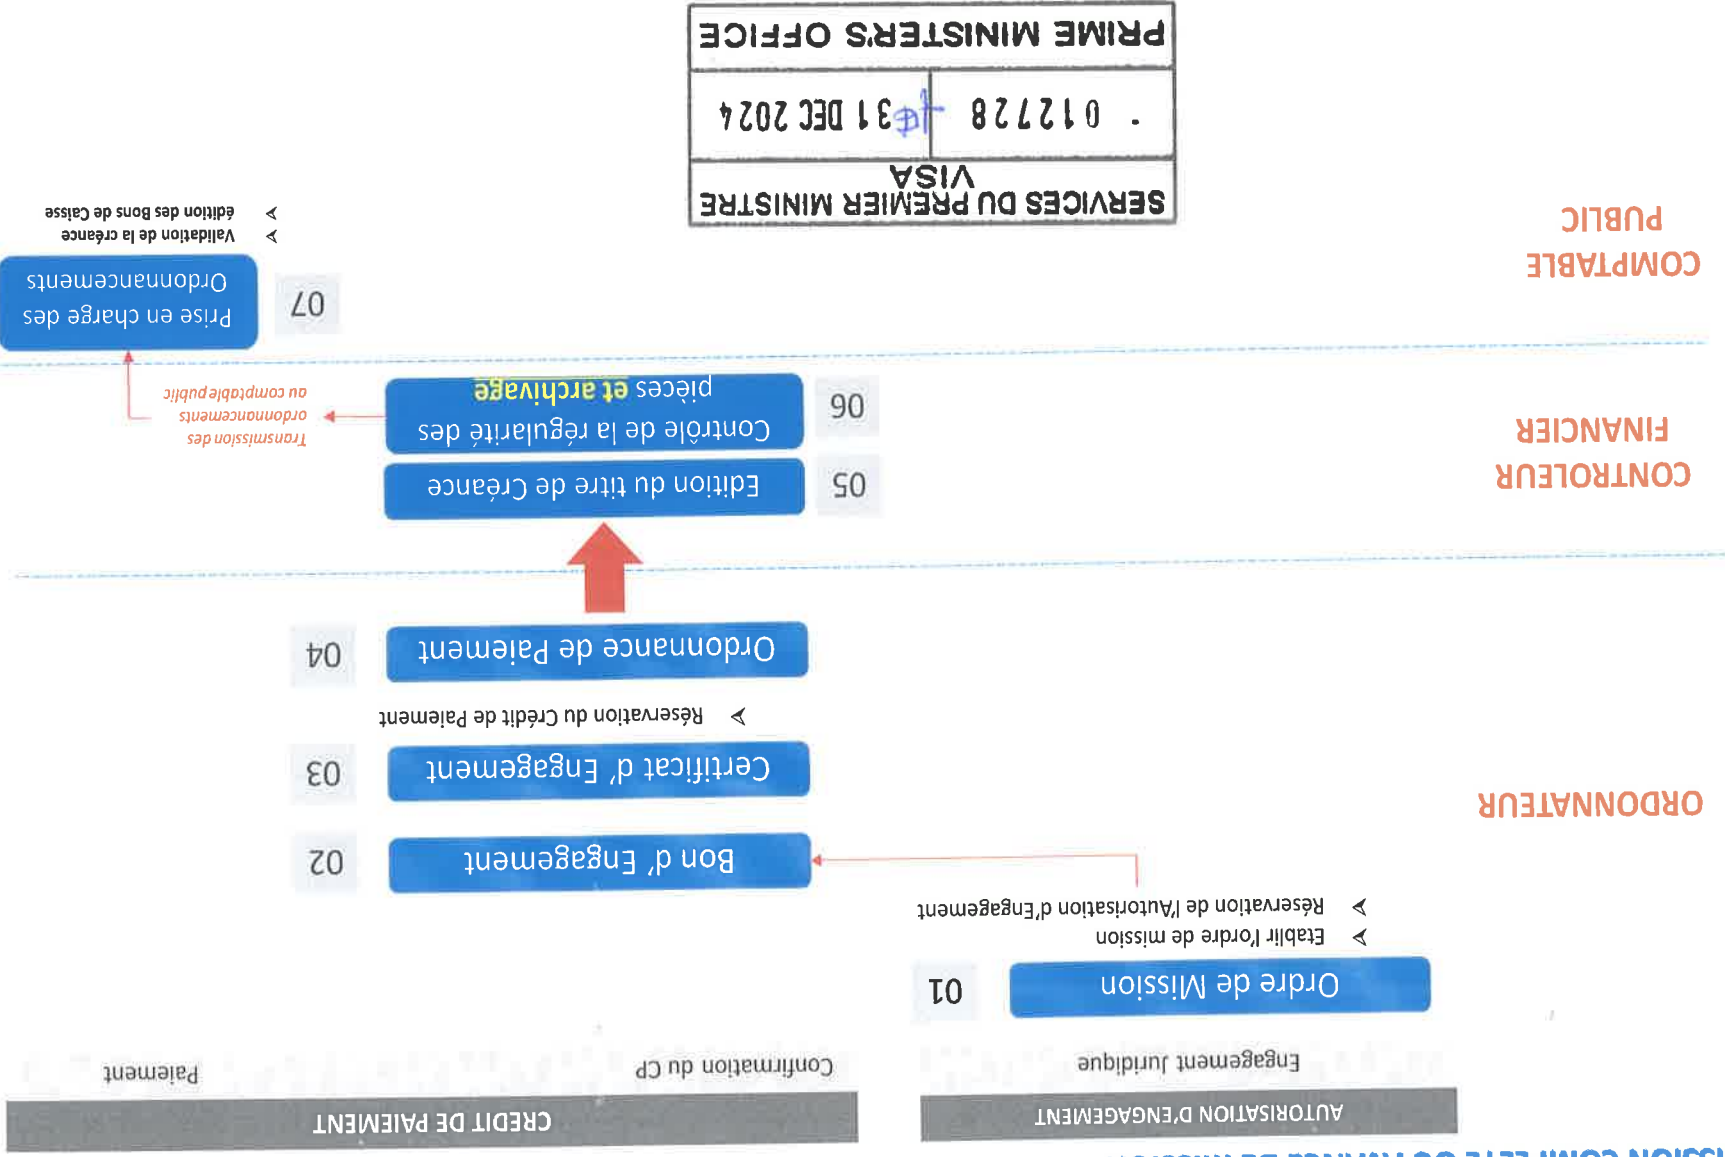 AUTORISATION D'ENGAGEMENT
CREDIT DE PAIEMENT
Engagement Juridique
Confirmation du CP
Paiement
ORDONNATEUR
Ordre de Mission
01
➤ Etablir l'ordre de mission
➤ Réservation de l'Autorisation d'Engagement
Bon d' Engagement
02
Certificat d' Engagement
03
➤ Réservation du Crédit de Paiement
Ordonnance de Paiement
04
CONTROLEUR
FINANCIER
05
Edition du titre de Créance
06
Contrôle de la régularité des
pièces et archivage
Transmission des
ordonnancements
au comptable public
COMPTABLE
PUBLIC
07
Prise en charge des
Ordonnancements
➤ Validation de la créance
➤ édition des Bons de Caisse
SERVICES DU PREMIER MINISTRE
VISA
012728
31 DEC 2024
PRIME MINISTER'S OFFICE